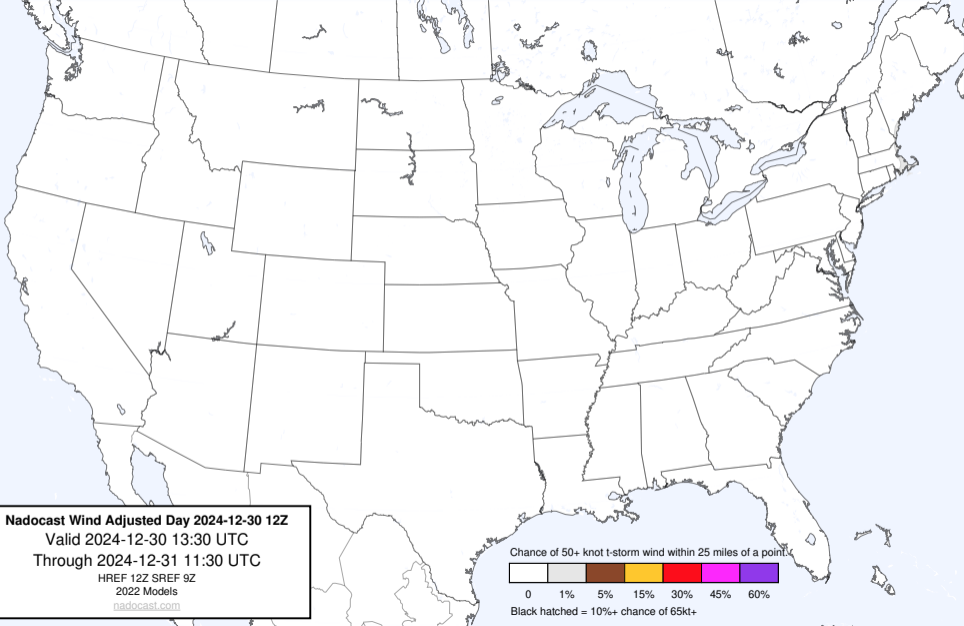 Nadocast Wind Adjusted Day 2024-12-30 12Z
Valid 2024-12-30 13:30 UTC
Through 2024-12-31 11:30 UTC
HREF 12Z SREF 9Z
2022 Models
nadocast.com
Chance of 50+ knot t-storm wind within 25 miles of a point.
0 1% 5% 15% 30% 45% 60%
Black hatched = 10%+ chance of 65kt+